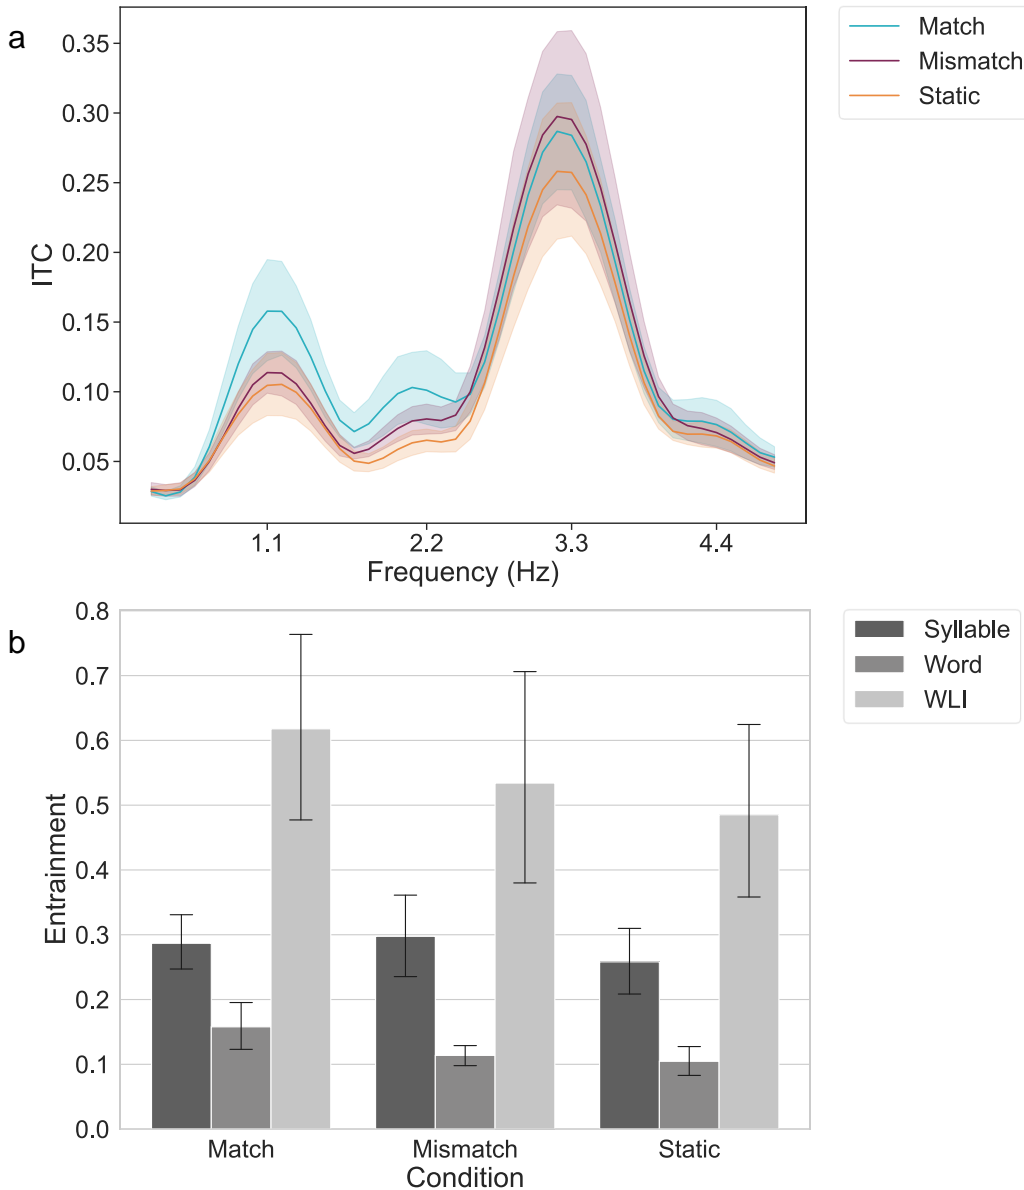 a
0.35
0.30
0.25
0.20
0.15
0.10
0.05
ITC
1.1 2.2 3.3 4.4
Frequency (Hz)
Match
Mismatch
Static
b
0.8
0.7
0.6
0.5
0.4
0.3
0.2
0.1
0.0
Entrainment
Match Mismatch Static
Condition
Syllable
Word
WLI